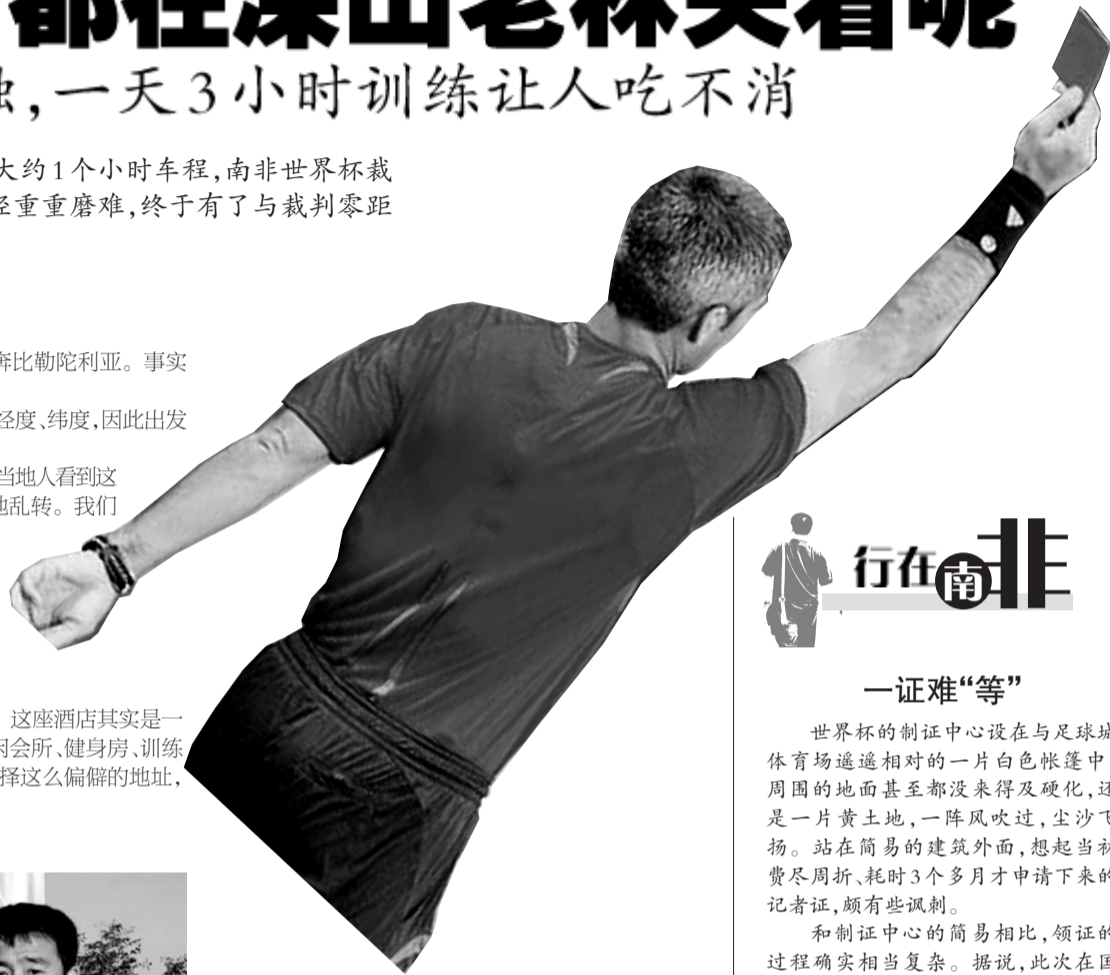 都在深山老林关着呢
,一天3小时训练让人吃不消
大约1个小时车程,南非世界杯裁
经重重磨难,终于有了与裁判零距
奔比勒陀利亚。事实
经度、纬度,因此出发
当地人看到这
地乱转。我们
这座酒店其实是一
闲会所、健身房、训练
择这么偏僻的地址,
行在南非
一证难“等”
世界杯的制证中心设在与足球城
体育场遥遥相对的一片白色帐篷中
周围的地面甚至都没来得及硬化,还
是一片黄土地,一阵风吹过,尘沙飞
扬。站在简易的建筑外面,想起当初
费尽周折、耗时3个多月才申请下来的
记者证,颇有些讽刺。
和制证中心的简易相比,领证的
过程确实相当复杂。据说,此次在国